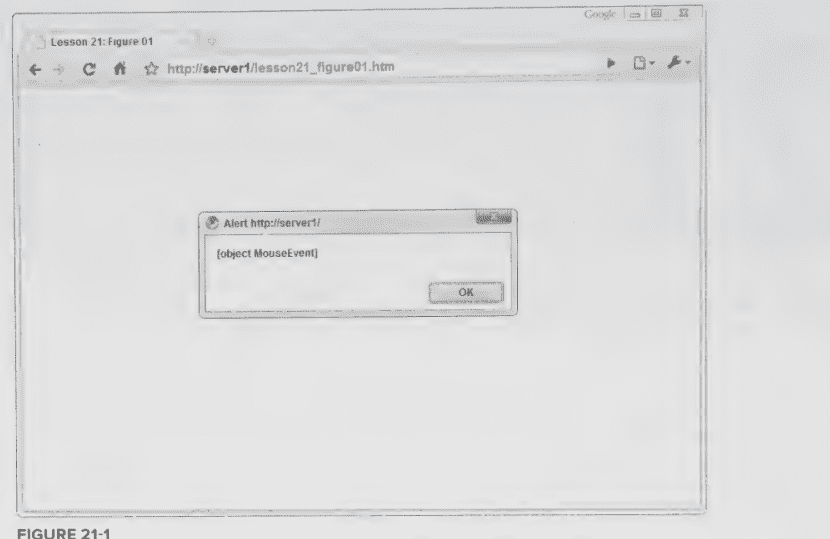 Google
Lesson 21: Figure 01
http://server1/lesson21_figure01.htm
Alert http://server1/
[object MouseEvent]
OK
FIGURE 21-1